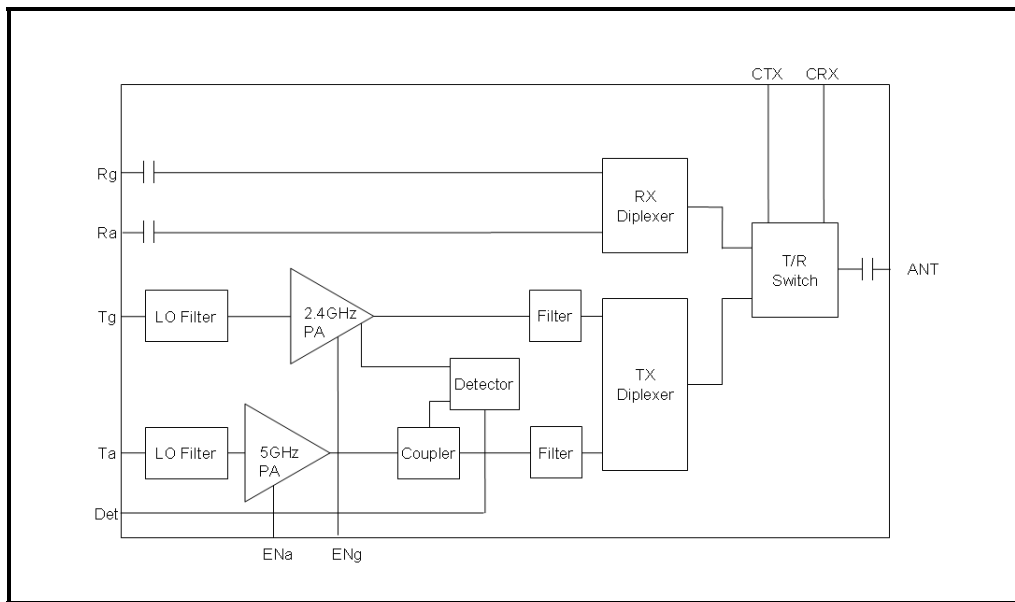 CTX CRX
Rg
RX
Diplexer
Ra
T/R
Switch
ANT
Tg
LO Filter
2.4GHz
PA
Filter
TX
Diplexer
Detector
Ta
LO Filter
5GHz
PA
Coupler
Filter
Det
ENa ENg